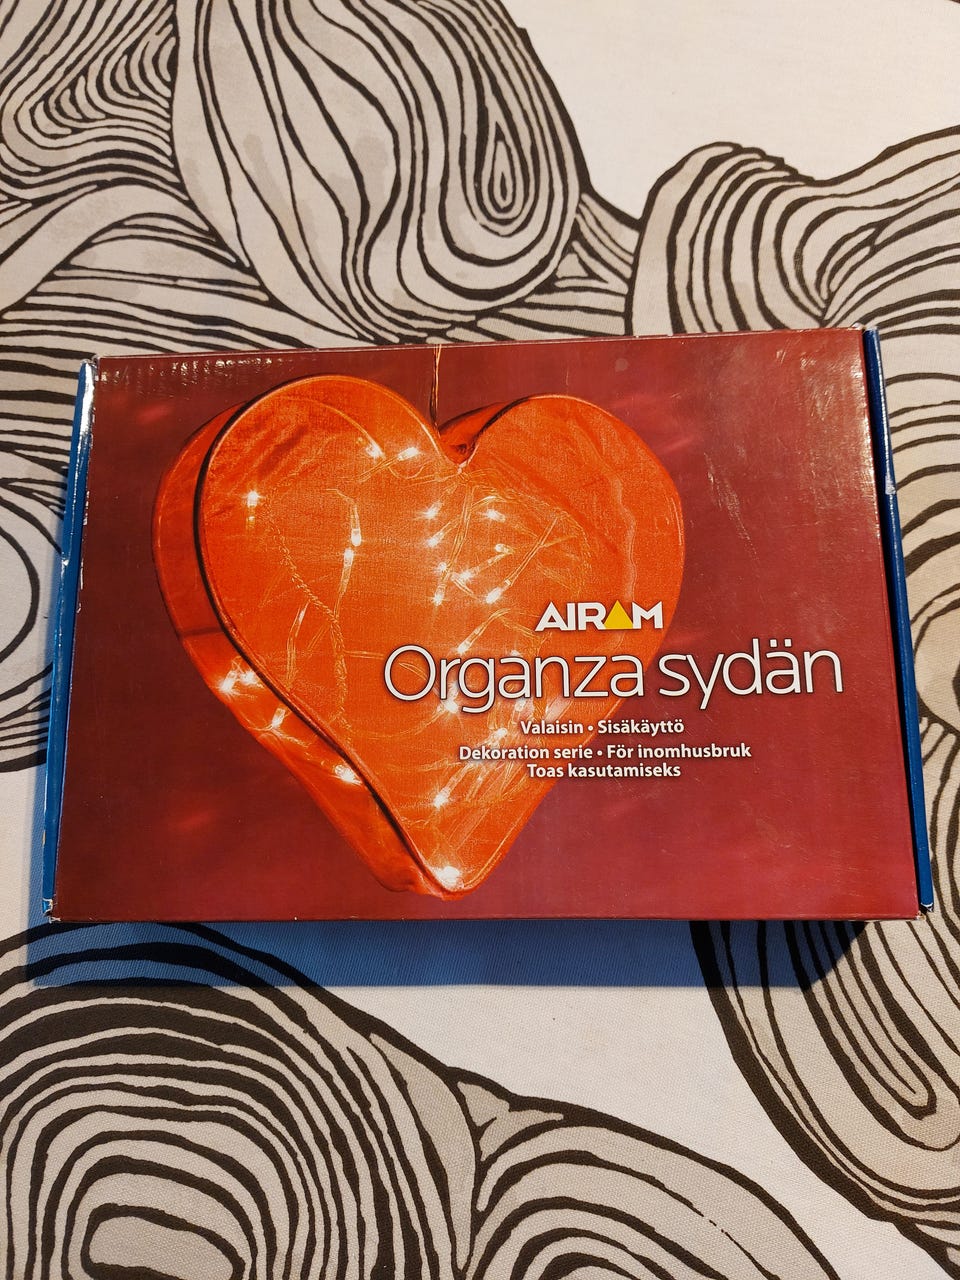 AIRAM
Organza sydän
Valaisin • Sisäkäyttö
Dekoration serie • För inomhusbruk
Toas kasutamiseks